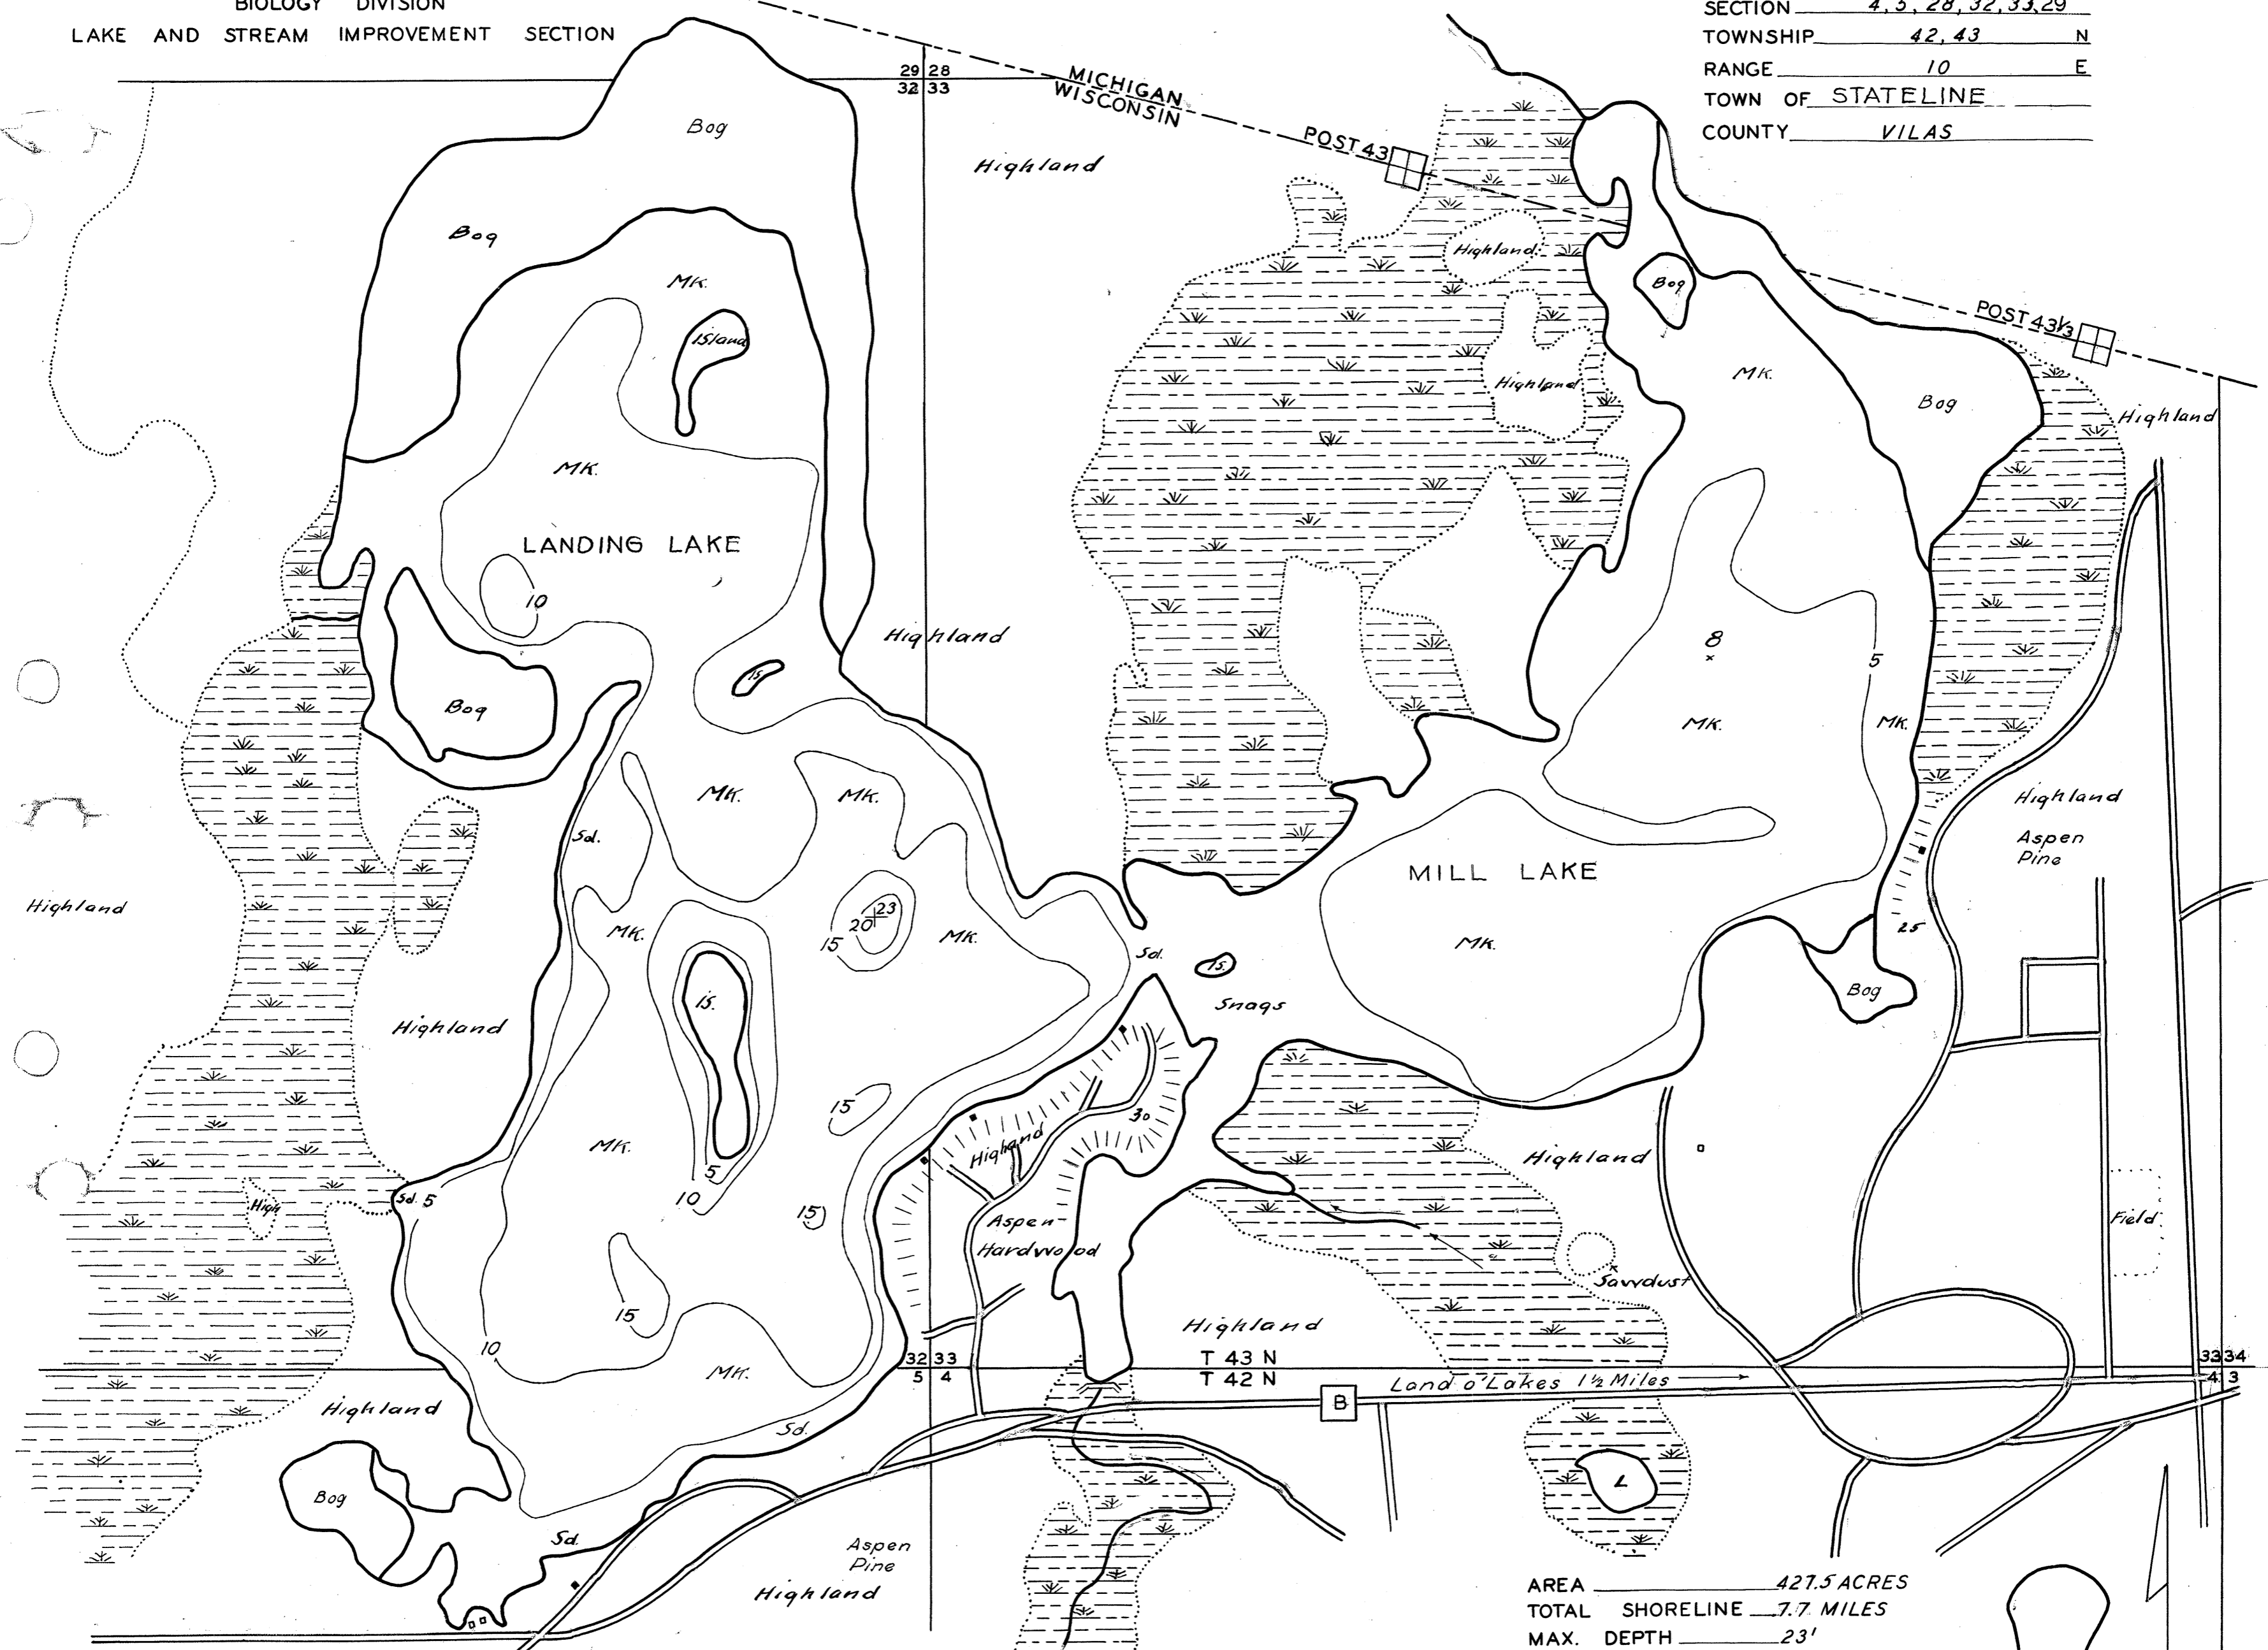 BIOLOGY DIVISION
LAKE AND STREAM IMPROVEMENT SECTION
SECTION 4, 5, 28, 32, 33, 29
TOWNSHIP 42, 43 N
RANGE 10 E
TOWN OF STATELINE
COUNTY VILAS
29 28
32 33
MICHIGAN
WISCONSIN
POST 43
POST 43 1/3
Bog
Highland
Bog
Highland
Bog
MK.
Island
Highland
MK.
Bog
Highland
MK.
LANDING LAKE
10
Highland
8
5
MK.
MK.
Is.
Bog
MK.
MK.
Sd.
Highland
Aspen
Pine
MILL LAKE
Highland
23
20
15
MK.
MK.
Sd.
Is.
MK.
25
Bog
Is.
Snags
Highland
15
30
Highland
MK.
5
10
Highland
Sd. 5
High
15
Aspen-
Hardwood
Field
Sawdust
15
10
Highland
32 33
5 4
T 43 N
T 42 N
33 34
4 3
MK.
Land o'Lakes 1½ Miles
B
Highland
Sd.
Bog
L
Sd.
Aspen
Pine
Highland
AREA 427.5 ACRES
TOTAL SHORELINE 7.7 MILES
MAX. DEPTH 23'